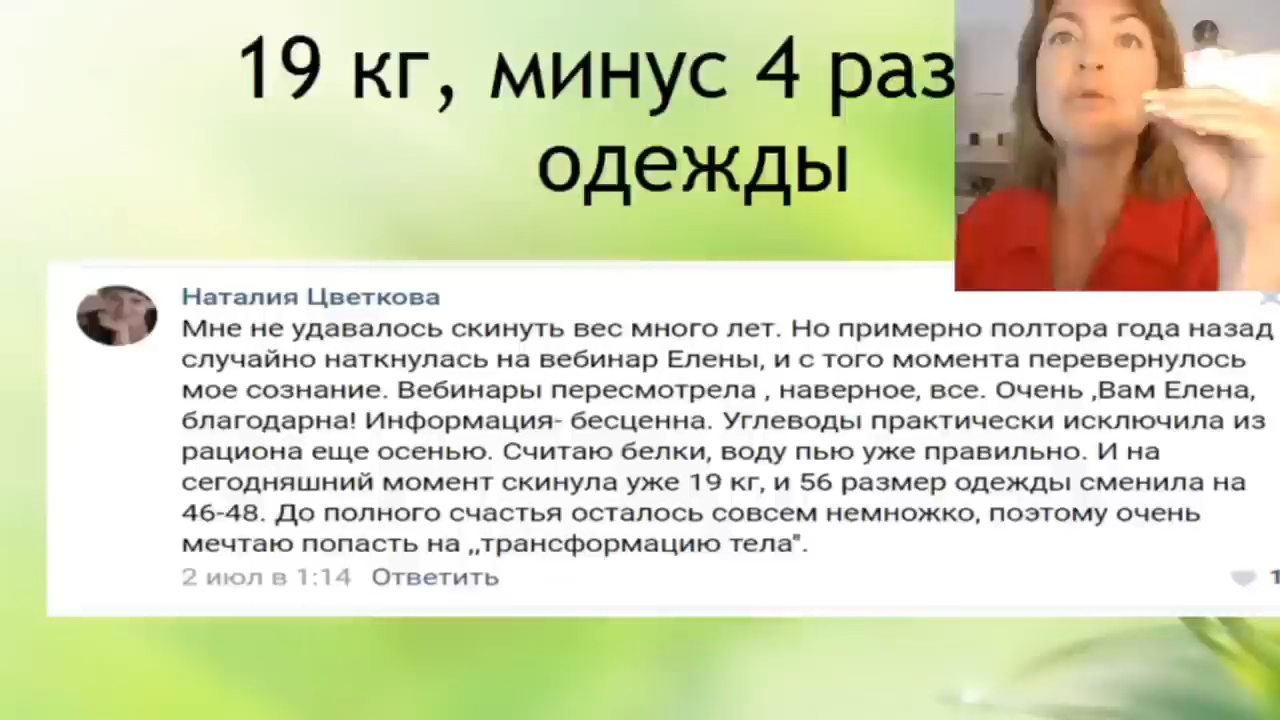 19 кг, минус 4 раз
одежды
Наталия Цветкова
Мне не удавалось скинуть вес много лет. Но примерно полтора года назад
случайно наткнулась на вебинар Елены, и с того момента перевернулось
мое сознание. Вебинары пересмотрела , наверное, все. Очень ,Вам Елена,
благодарна! Информация- бесценна. Углеводы практически исключила из
рациона еще осенью. Считаю белки, воду пью уже правильно. И на
сегодняшний момент скинула уже 19 кг, и 56 размер одежды сменила на
46-48. До полного счастья осталось совсем немножко, поэтому очень
мечтаю попасть на ,,трансформацию тела".
2 июл в 1:14 Ответить 1